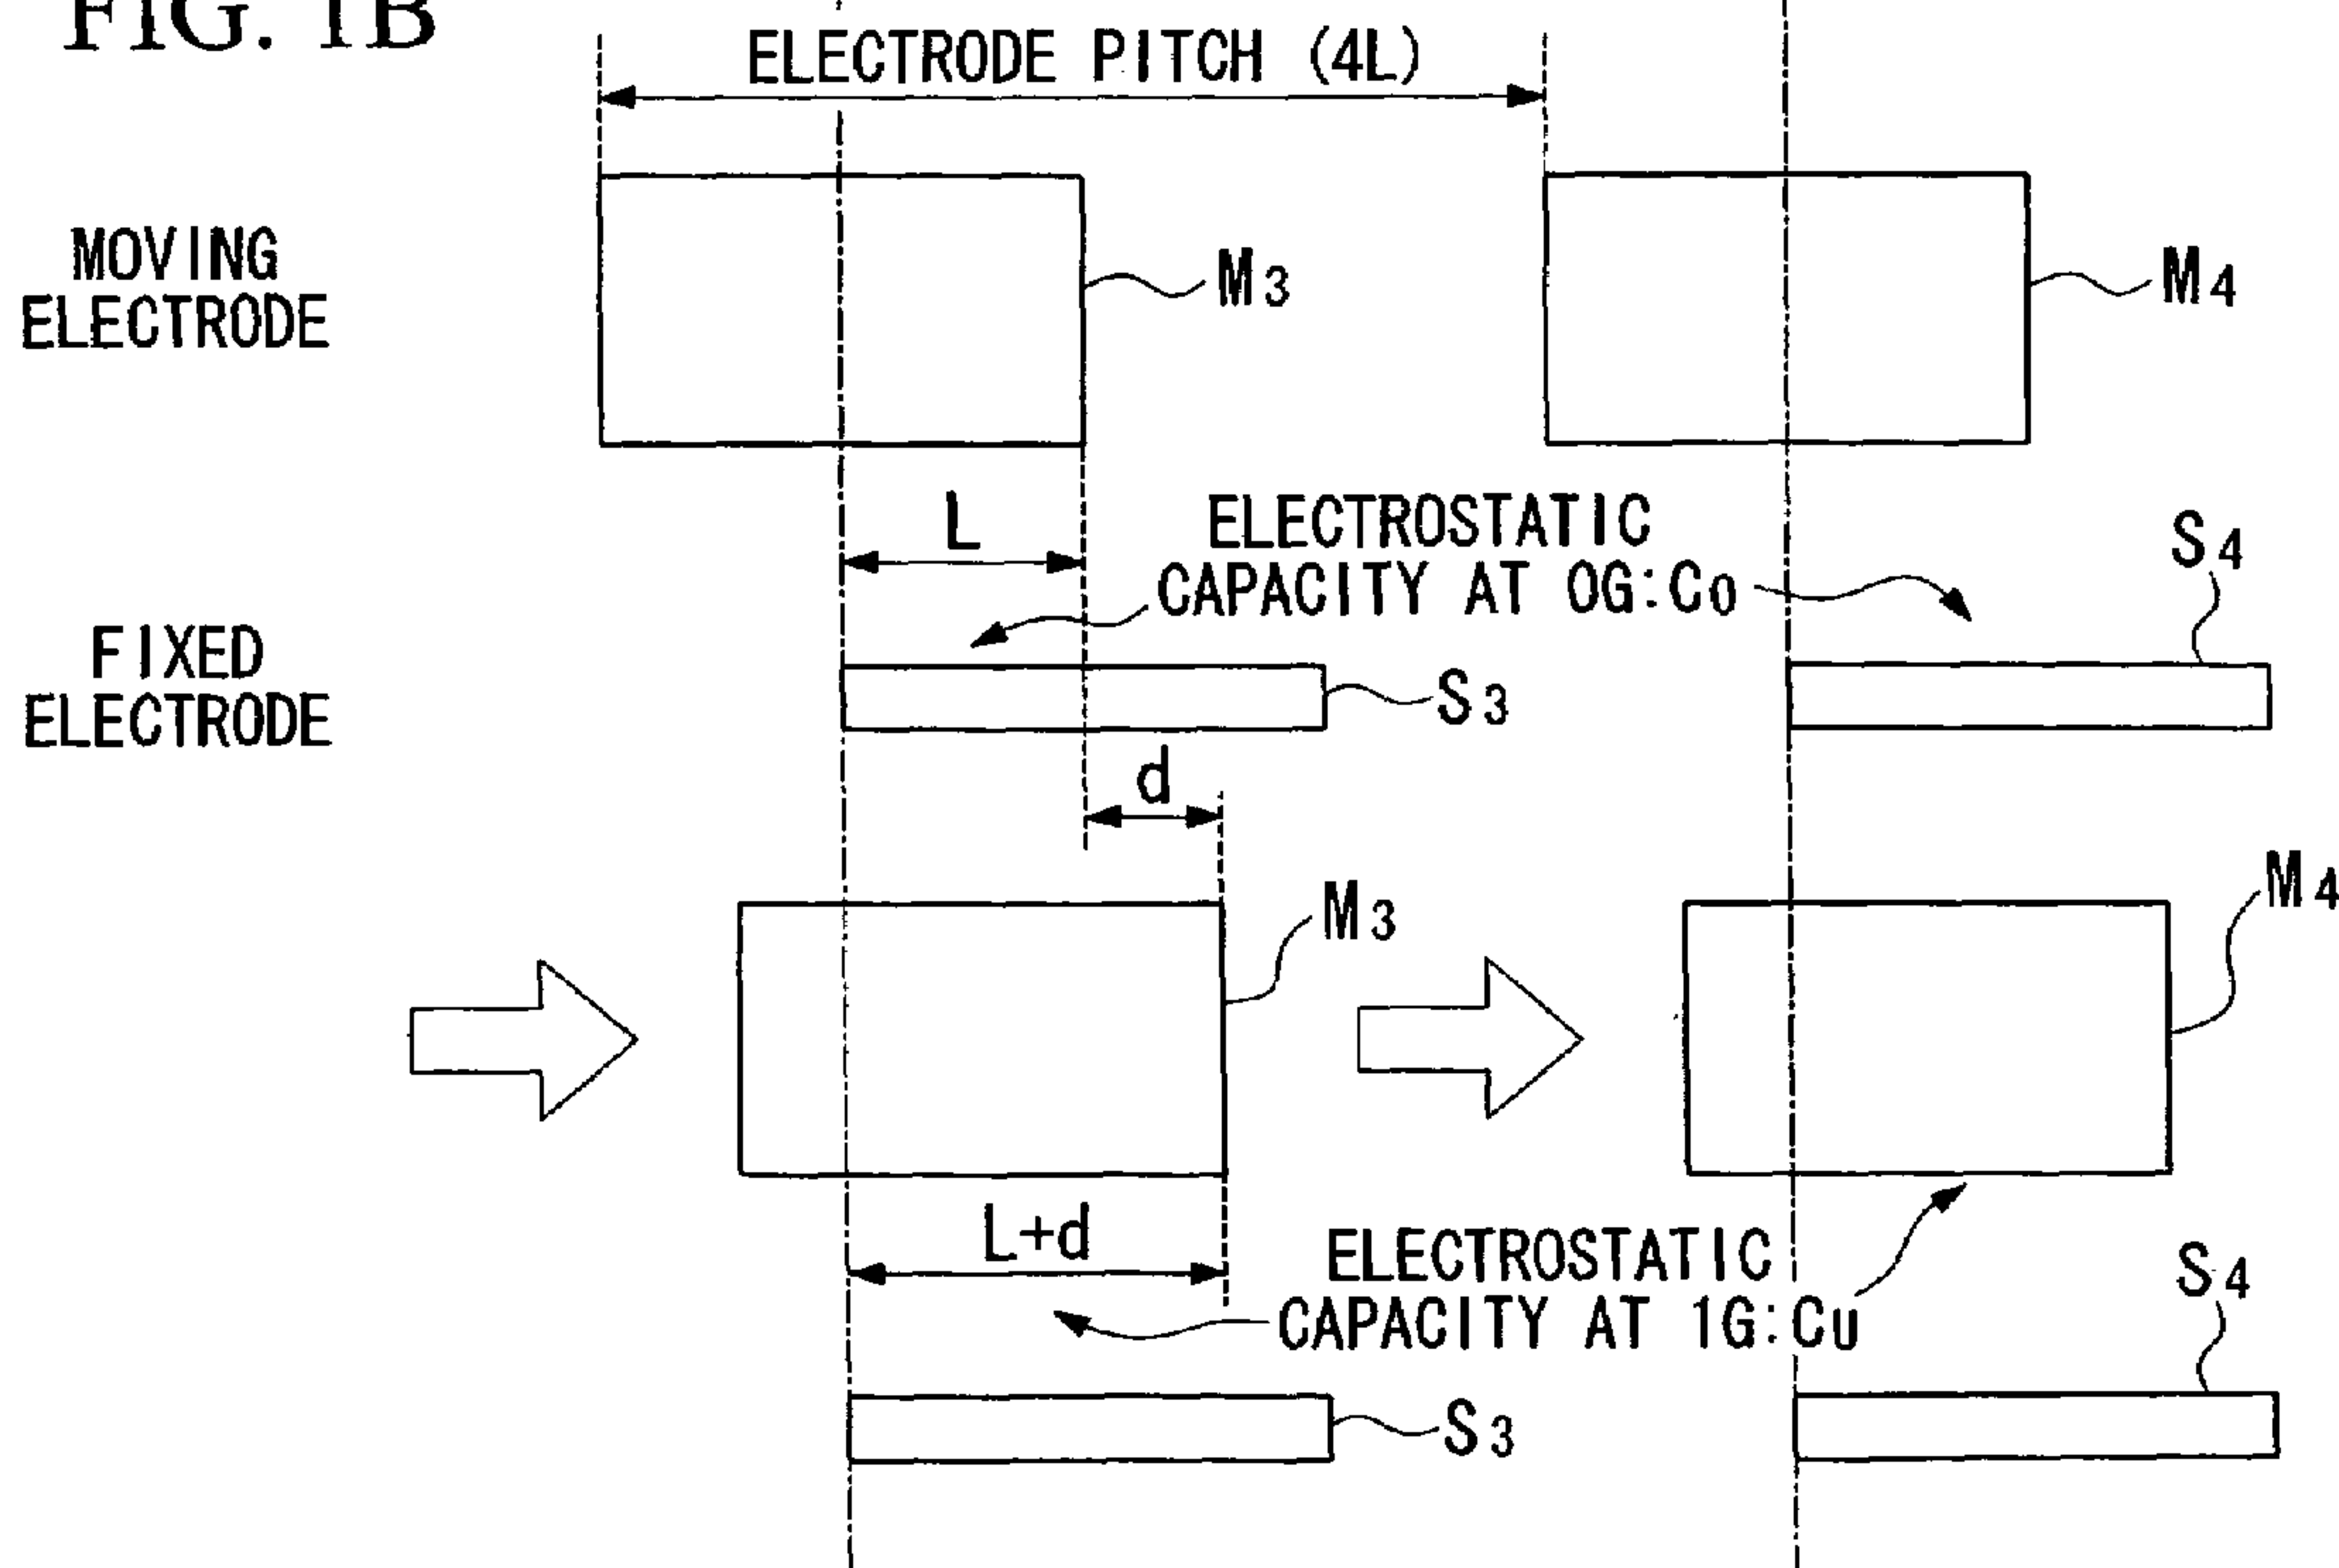 FIG. 1B
ELECTRODE PITCH (4L)
MOVING
ELECTRODE
M3
M4
L
ELECTROSTATIC
CAPACITY AT 0G:C0
S4
FIXED
ELECTRODE
S3
d
M3
M4
L+d
ELECTROSTATIC
CAPACITY AT 1G:CU
S4
S3